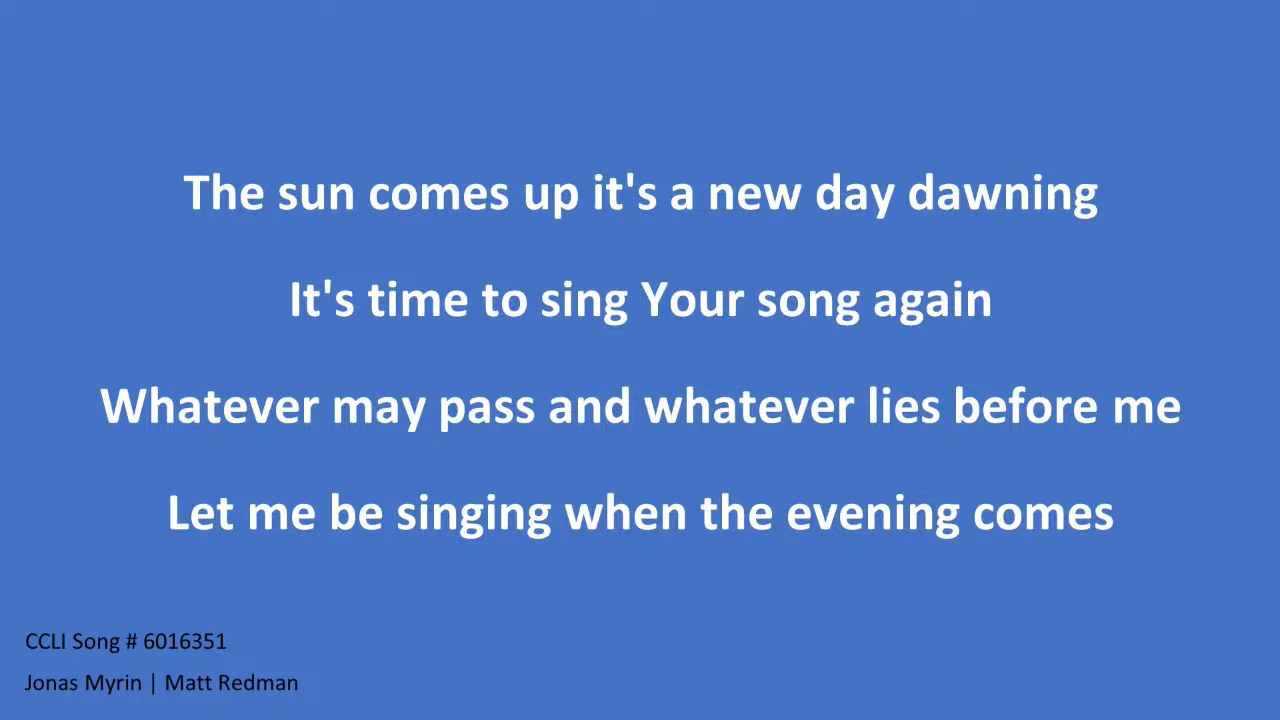 The sun comes up it's a new day dawning
It's time to sing Your song again
Whatever may pass and whatever lies before me
Let me be singing when the evening comes
CCLI Song # 6016351
Jonas Myrin | Matt Redman